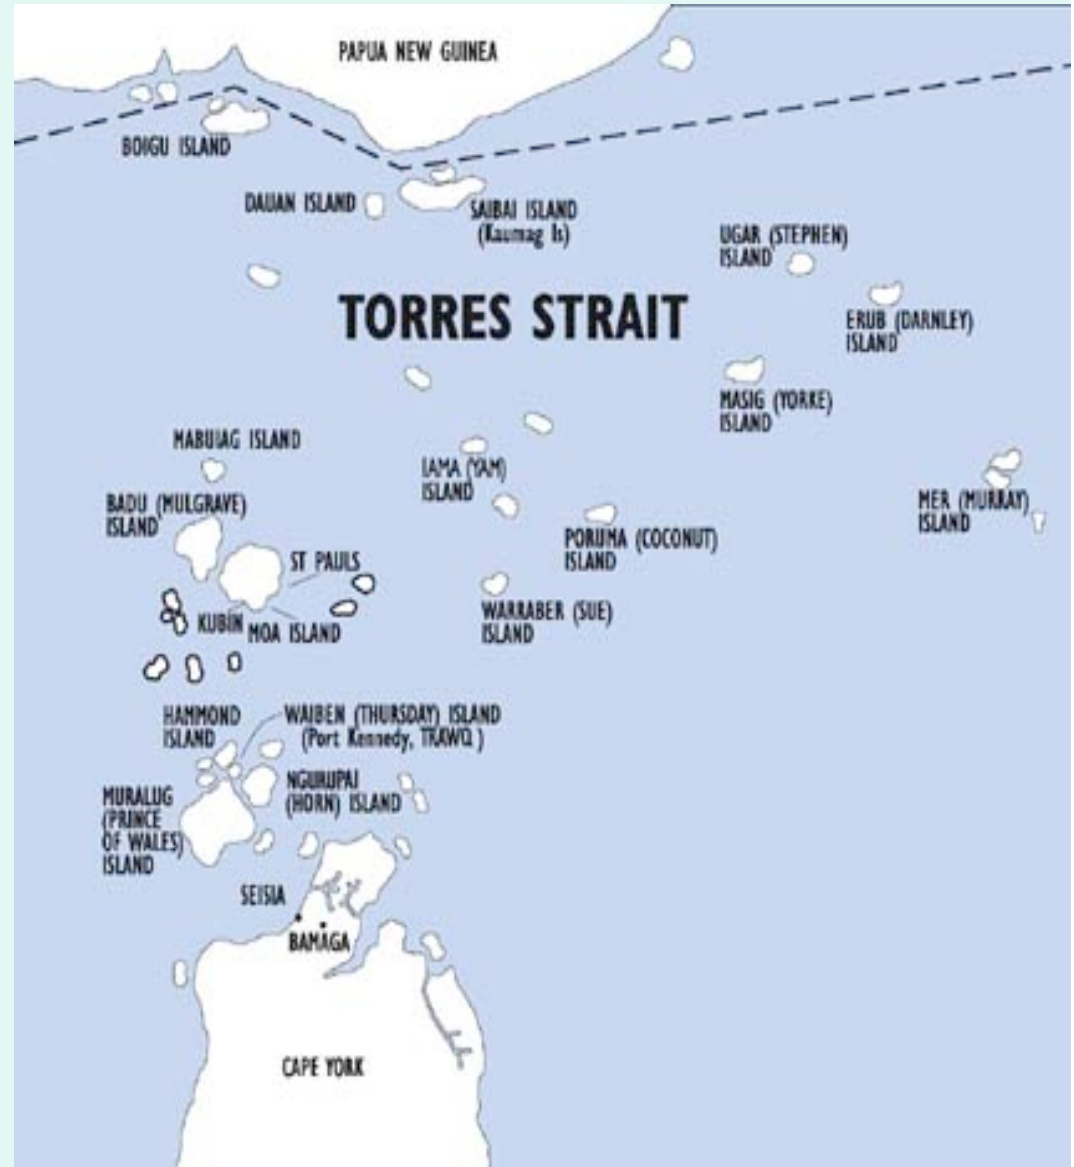 PAPUA NEW GUINEA
BOIGU ISLAND
DAUAN ISLAND
SAIBAI ISLAND
(Kaumag Is)
UGAR (STEPHEN)
ISLAND
TORRES STRAIT
ERUB (DARNLEY)
ISLAND
MASIG (YORKE)
ISLAND
MABUIAG ISLAND
IAMA (YAM)
ISLAND
BADU (MULGRAVE)
ISLAND
MER (MURRAY)
ISLAND
PORUMA (COCONUT)
ISLAND
ST PAULS
WARRABER (SUE)
ISLAND
KUBIN
MOA ISLAND
HAMMOND
ISLAND
WAIBEN (THURSDAY) ISLAND
(Port Kennedy, TRAWQ )
NGURUPAI
(HORN) ISLAND
MURALUG
(PRINCE
OF WALES)
ISLAND
SEISIA
BAMAGA
CAPE YORK